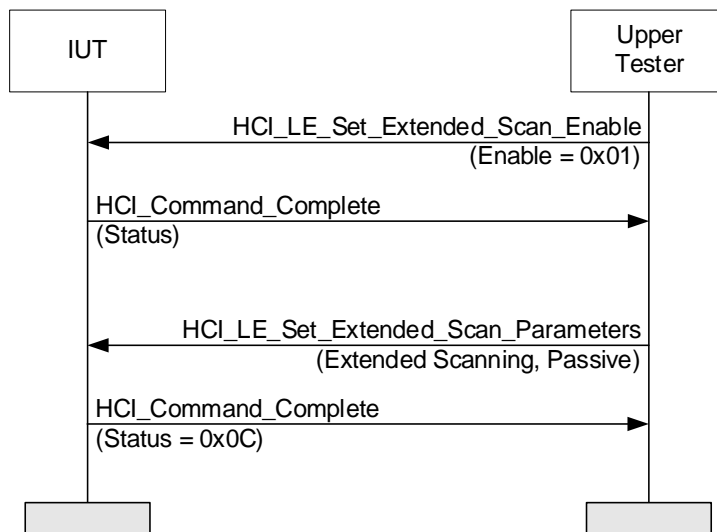 IUT
Upper
Tester
HCI_LE_Set_Extended_Scan_Enable
(Enable = 0x01)
HCI_Command_Complete
(Status)
HCI_LE_Set_Extended_Scan_Parameters
(Extended Scanning, Passive)
HCI_Command_Complete
(Status = 0x0C)